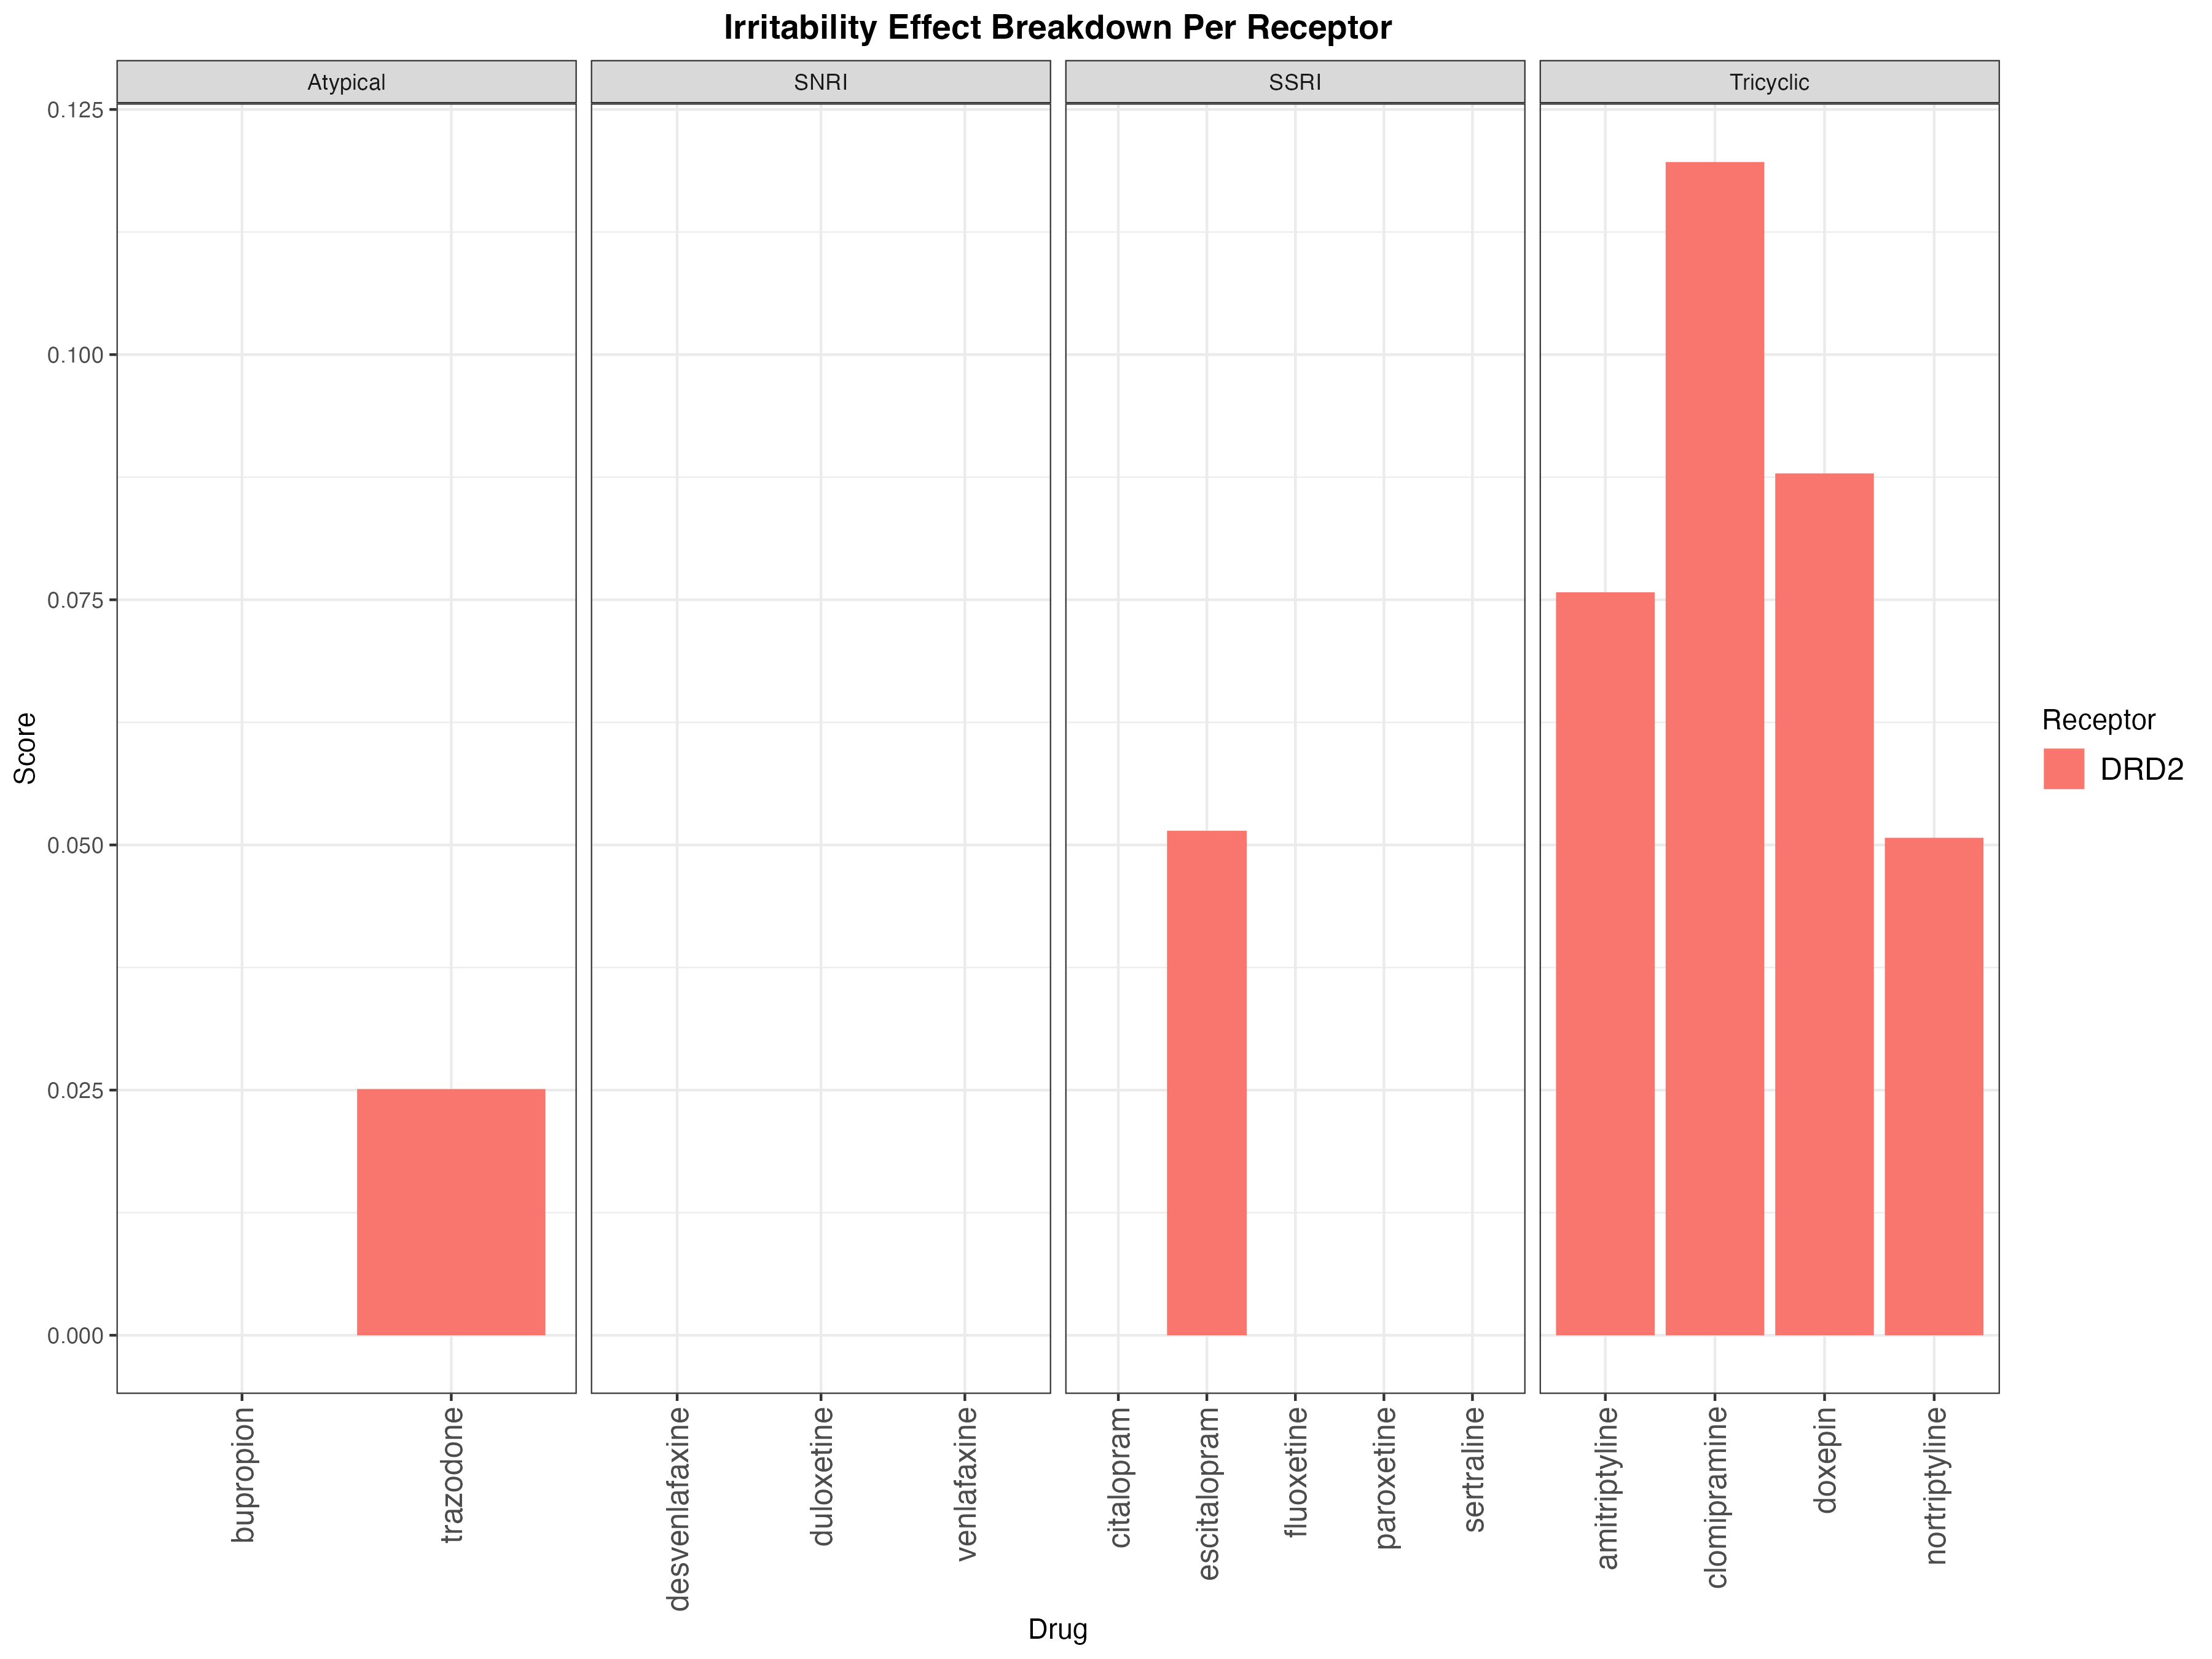 Irritability Effect Breakdown Per Receptor
Atypical
SNRI
SSRI
Tricyclic
0.125
0.100
0.075
0.050
0.025
0.000
Score
bupropion
trazodone
desvenlafaxine
duloxetine
venlafaxine
citalopram
escitalopram
fluoxetine
paroxetine
sertraline
amitriptyline
clomipramine
doxepin
nortriptyline
Drug
Receptor
DRD2